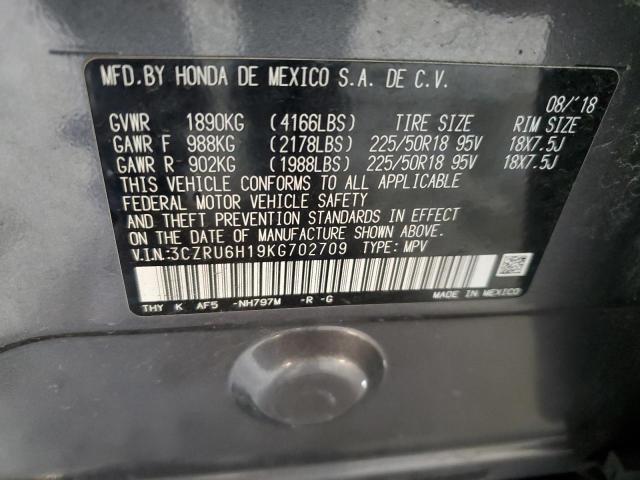 MFD.BY HONDA DE MEXICO S.A. DE C.V.
08/'18
GVWR 1890KG (4166LBS) TIRE SIZE RIM SIZE
GAWR F 988KG (2178LBS) 225/50R18 95V 18X7.5J
GAWR R 902KG (1988LBS) 225/50R18 95V 18X7.5J
THIS VEHICLE CONFORMS TO ALL APPLICABLE
FEDERAL MOTOR VEHICLE SAFETY
AND THEFT PREVENTION STANDARDS IN EFFECT
ON THE DATE OF MANUFACTURE SHOWN ABOVE.
V.I.N.:3CZRU6H19KG702709 TYPE: MPV
THY K AF5 -NH797M -R -G MADE IN MEXICO